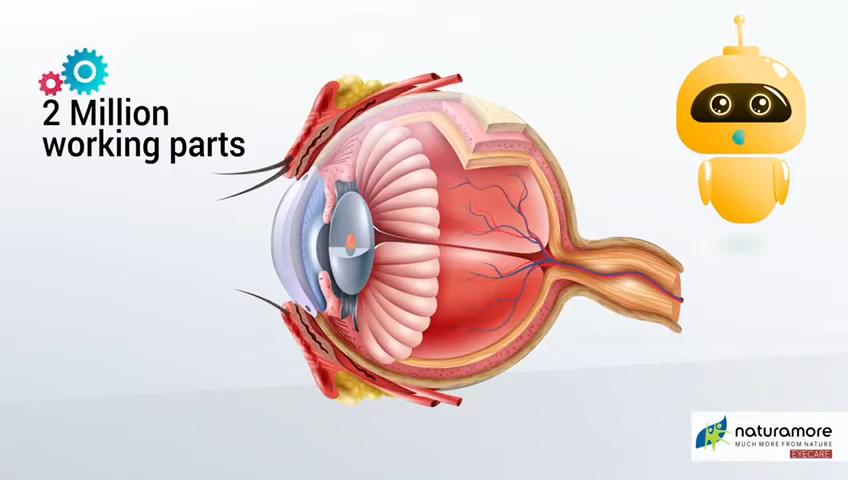 2 Million
working parts
naturamore
MUCH MORE FROM NATURE
EYECARE